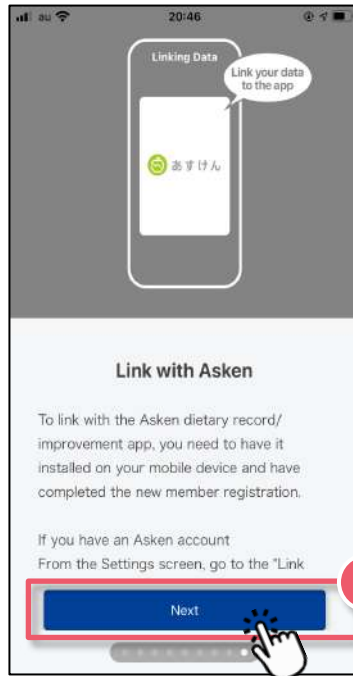 au 20:46
Linking Data
Link your data
to the app
あすけん
Link with Asken
To link with the Asken dietary record/
improvement app, you need to have it
installed on your mobile device and have
completed the new member registration.
If you have an Asken account
From the Settings screen, go to the "Link
Next